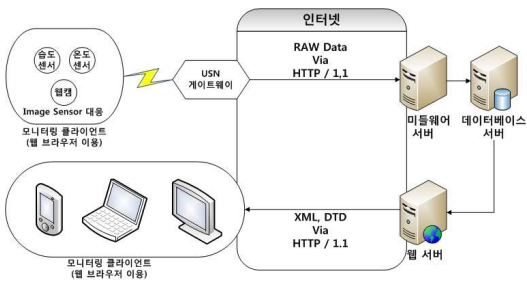 인터넷
습도
센서
온도
센서
웹캠
Image Sensor 대응
모니터링 클라이언트
(웹 브라우저 이용)
USN
게이트웨이
RAW Data
Via
HTTP / 1,1
미들웨어
서버
데이터베이스
서버
XML, DTD
Via
HTTP / 1.1
웹 서버
모니터링 클라이언트
(웹 브라우저 이용)